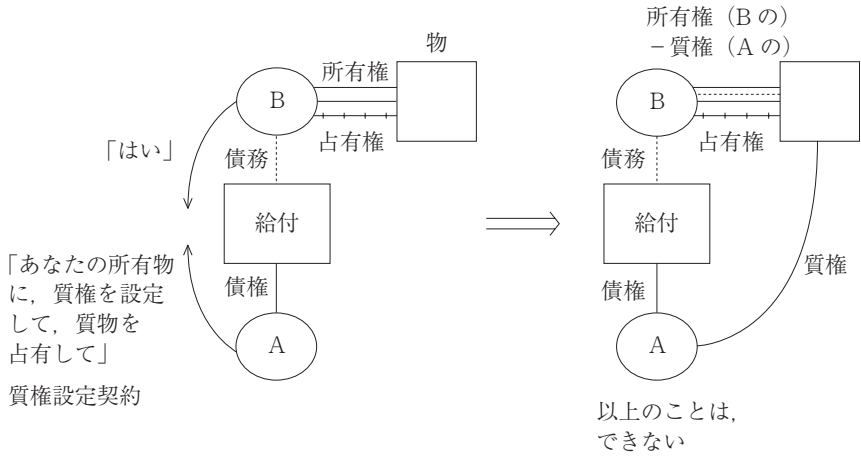 物
所有権
B
占有権
「はい」
債務
給付
「あなたの所有物
に，質権を設定
して，質物を
占有して」
債権
A
質権設定契約
所有権（Bの）
－質権（Aの）
B
占有権
債務
給付
質権
債権
A
以上のことは，
できない